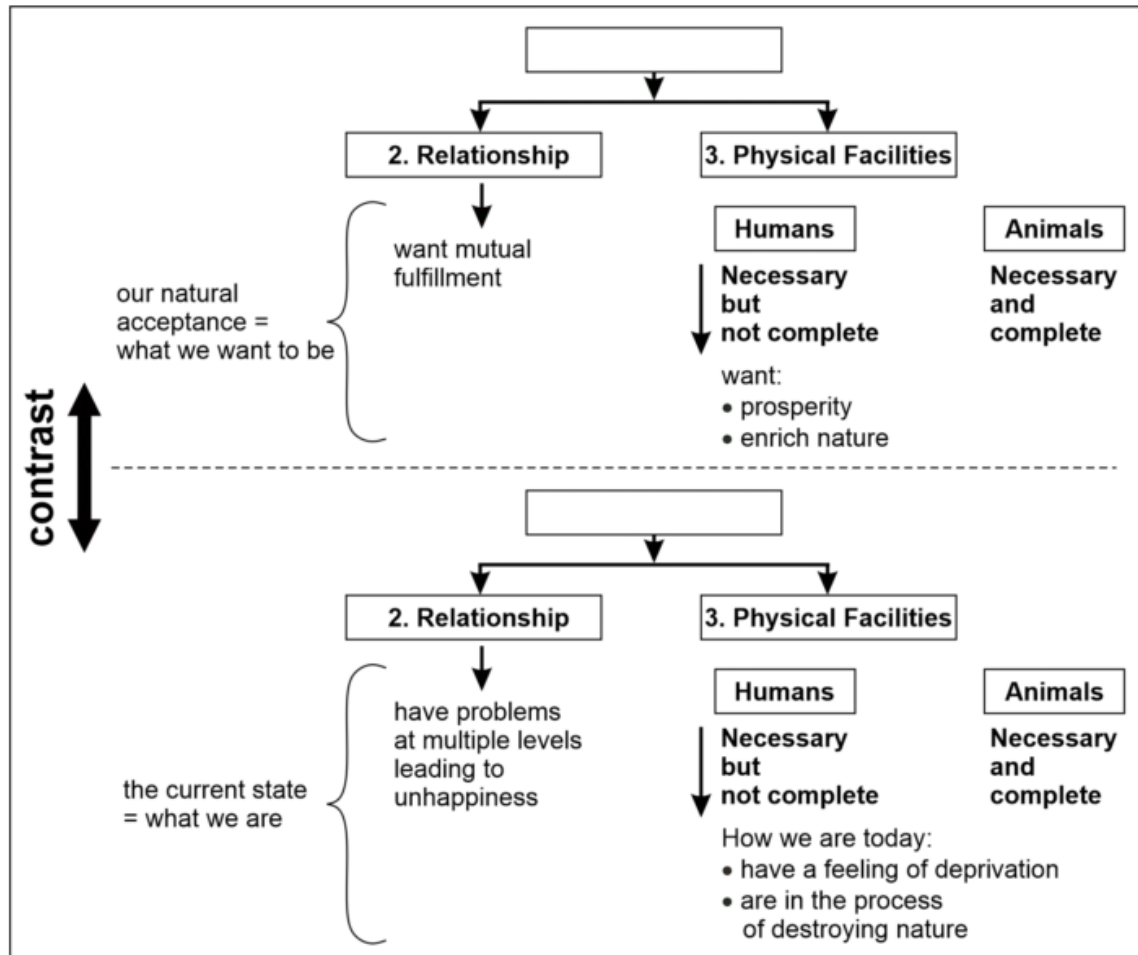 2. Relationship
3. Physical Facilities
our natural
acceptance =
what we want to be
want mutual
fulfillment
Humans
Necessary
but
not complete
want:
• prosperity
• enrich nature
Animals
Necessary
and
complete
contrast
2. Relationship
3. Physical Facilities
the current state
= what we are
have problems
at multiple levels
leading to
unhappiness
Humans
Necessary
but
not complete
How we are today:
• have a feeling of deprivation
• are in the process
of destroying nature
Animals
Necessary
and
complete